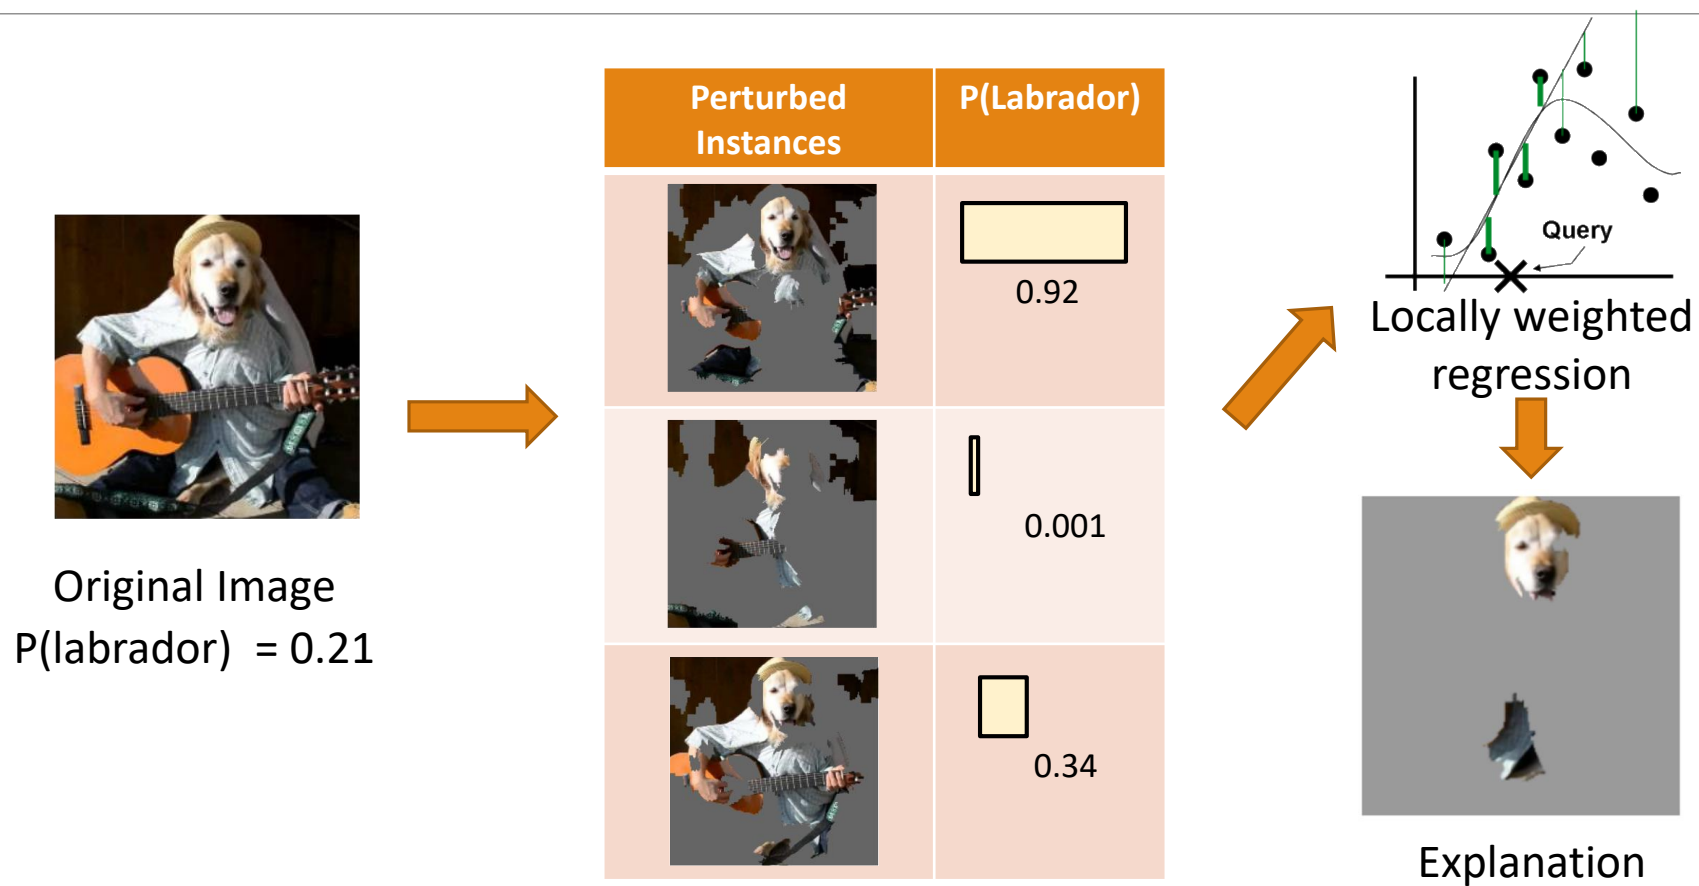 Original Image
P(labrador) = 0.21
Perturbed
Instances
P(Labrador)
0.92
0.001
0.34
Query
Locally weighted
regression
Explanation